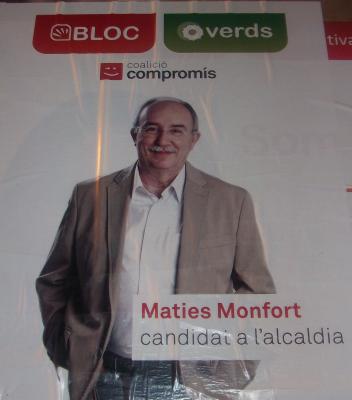 BLOC
verds
coalició
compromís
Maties Monfort
candidat a l'alcaldia